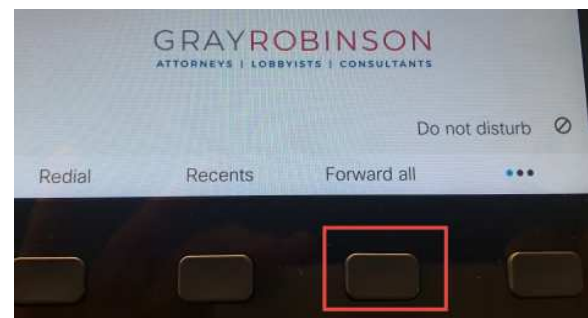 GRAYROBINSON
ATTORNEYS | LOBBYISTS | CONSULTANTS
Do not disturb
Redial Recents Forward all